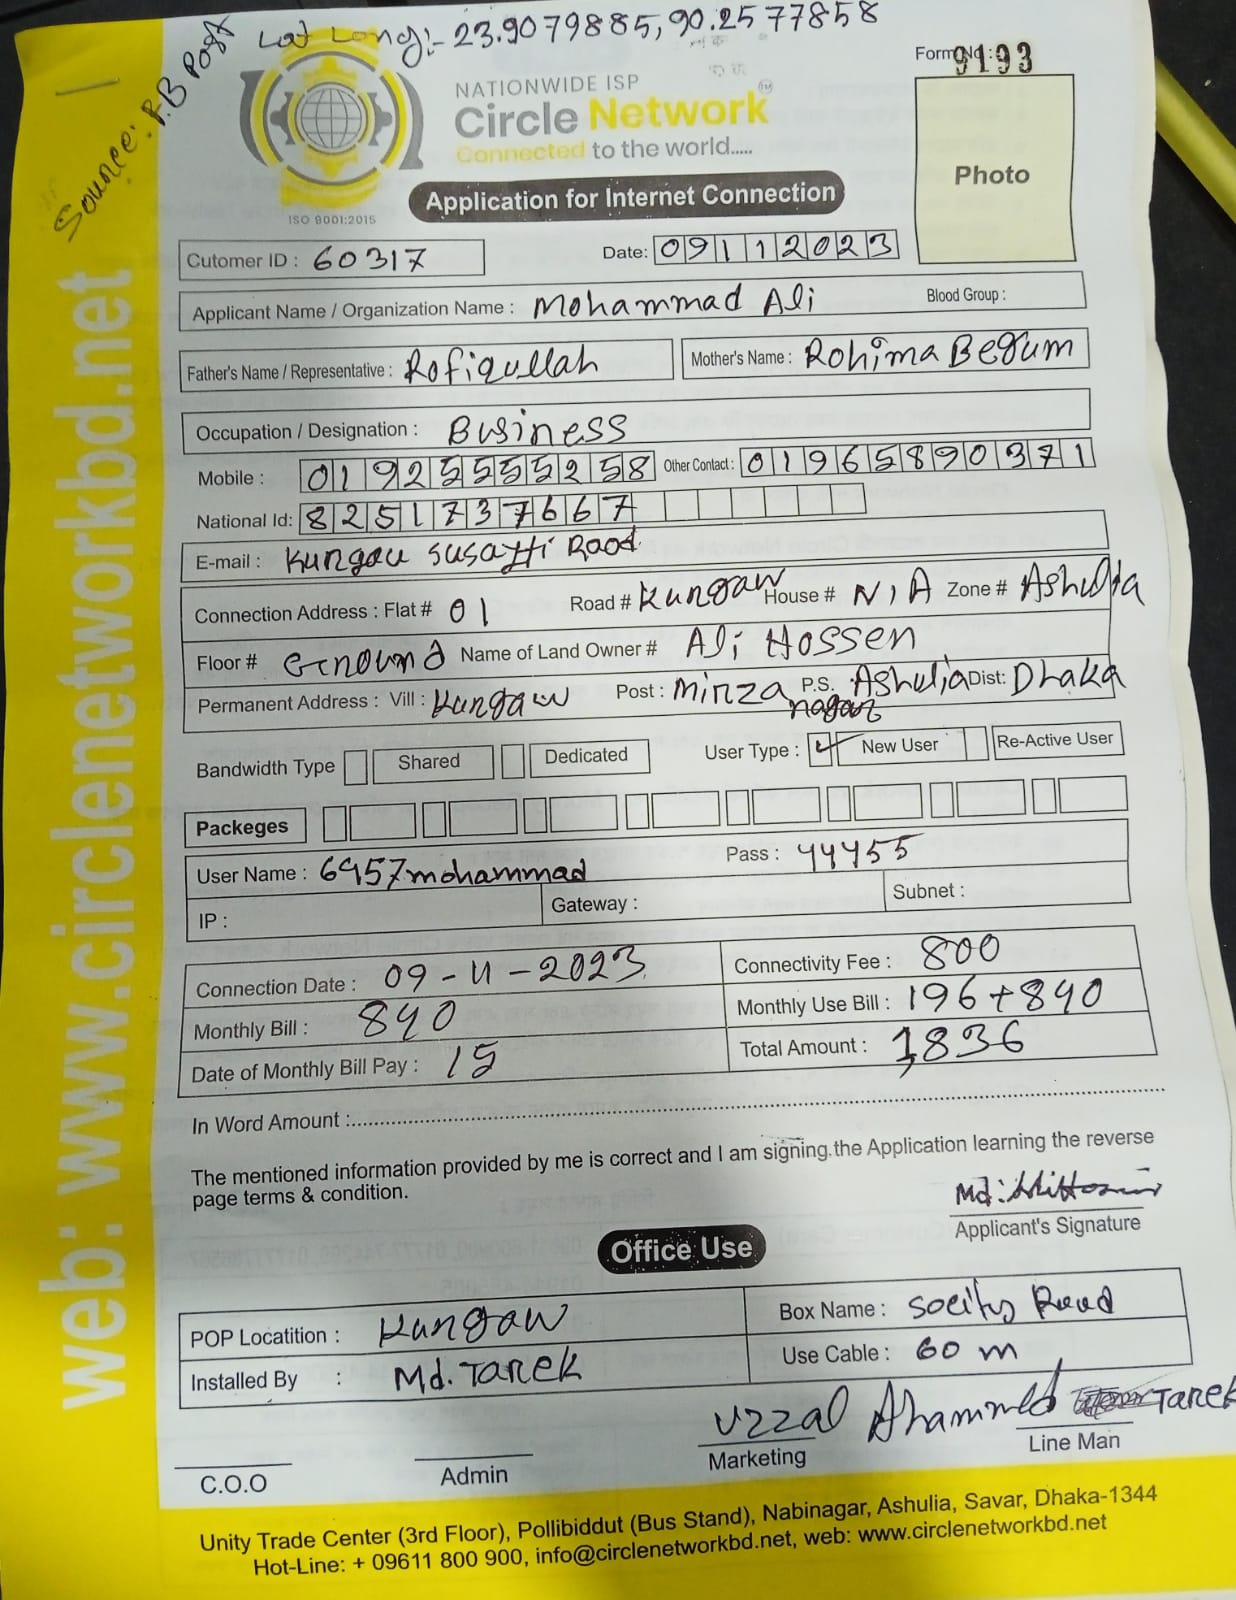 Lat Long:- 23.9079885, 90.2577858
Source: F.B Post
Form No : 9193
NATIONWIDE ISP
Circle Network TM
Connected to the world.....
ISO 9001:2015
Application for Internet Connection
Photo
Cutomer ID : 60317
Date: 09112023
Applicant Name / Organization Name : Mohammad Ali
Blood Group :
Father's Name / Representative : Rofiqullah
Mother's Name : Rohima Begum
Occupation / Designation : Business
Mobile : 01925555258
Other Contact : 01965890371
National Id: 8251737667
E-mail : Kungau Road
Connection Address : Flat # 01 Road # Kungaw House # N/A Zone # Ashulia
Floor # Ground Name of Land Owner # Ali Hossen
Permanent Address : Vill : Kungaw Post : Mirza nagar P.S. Ashulia Dist: Dhaka
Bandwidth Type Shared Dedicated User Type : ✓ New User Re-Active User
Packeges
User Name : 6957mohammad Pass : 44455
IP : Gateway : Subnet :
Connection Date : 09-11-2023 Connectivity Fee : 800
Monthly Bill : 840 Monthly Use Bill : 196+840
Date of Monthly Bill Pay : 15 Total Amount : 1,836
In Word Amount :
The mentioned information provided by me is correct and I am signing the Application learning the reverse
page terms & condition.
Applicant's Signature
Office Use
POP Locatition : Kungaw Box Name : Socity Road
Installed By : Md. Tarek Use Cable : 60 m
Uzzal Ahammed Tarek
C.O.O Admin Marketing Line Man
Unity Trade Center (3rd Floor), Pollibiddut (Bus Stand), Nabinagar, Ashulia, Savar, Dhaka-1344
Hot-Line: + 09611 800 900, info@circlenetworkbd.net, web: www.circlenetworkbd.net
web: www.circlenetworkbd.net